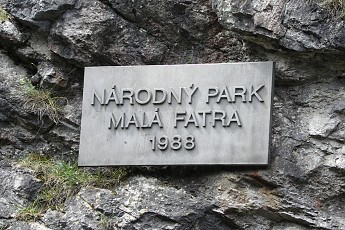 NÁRODNÝ PARK
MALÁ FATRA
1988